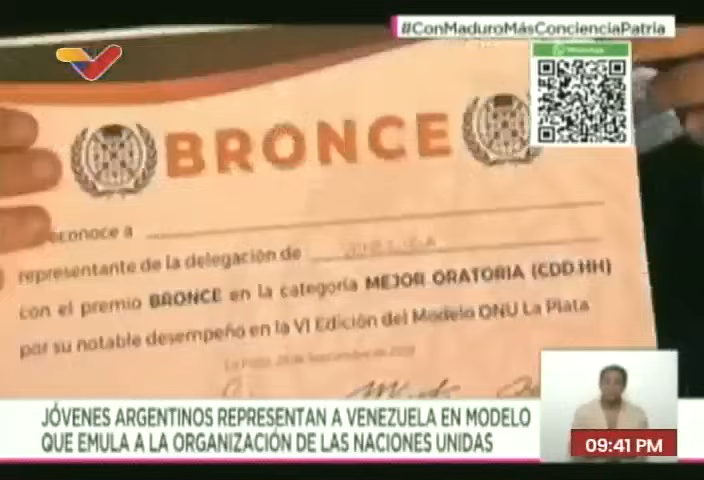 #ConMaduroMásConcienciaPatria
WhatsApp
BRONCE
econoce a
representante de la delegación de
con el premio BRONCE en la categoría MEJOR ORATORIA (CDD.HH)
por su notable desempeño en la VI Edición del Modelo ONU La Plata
JÓVENES ARGENTINOS REPRESENTAN A VENEZUELA EN MODELO
QUE EMULA A LA ORGANIZACIÓN DE LAS NACIONES UNIDAS
09:41 PM